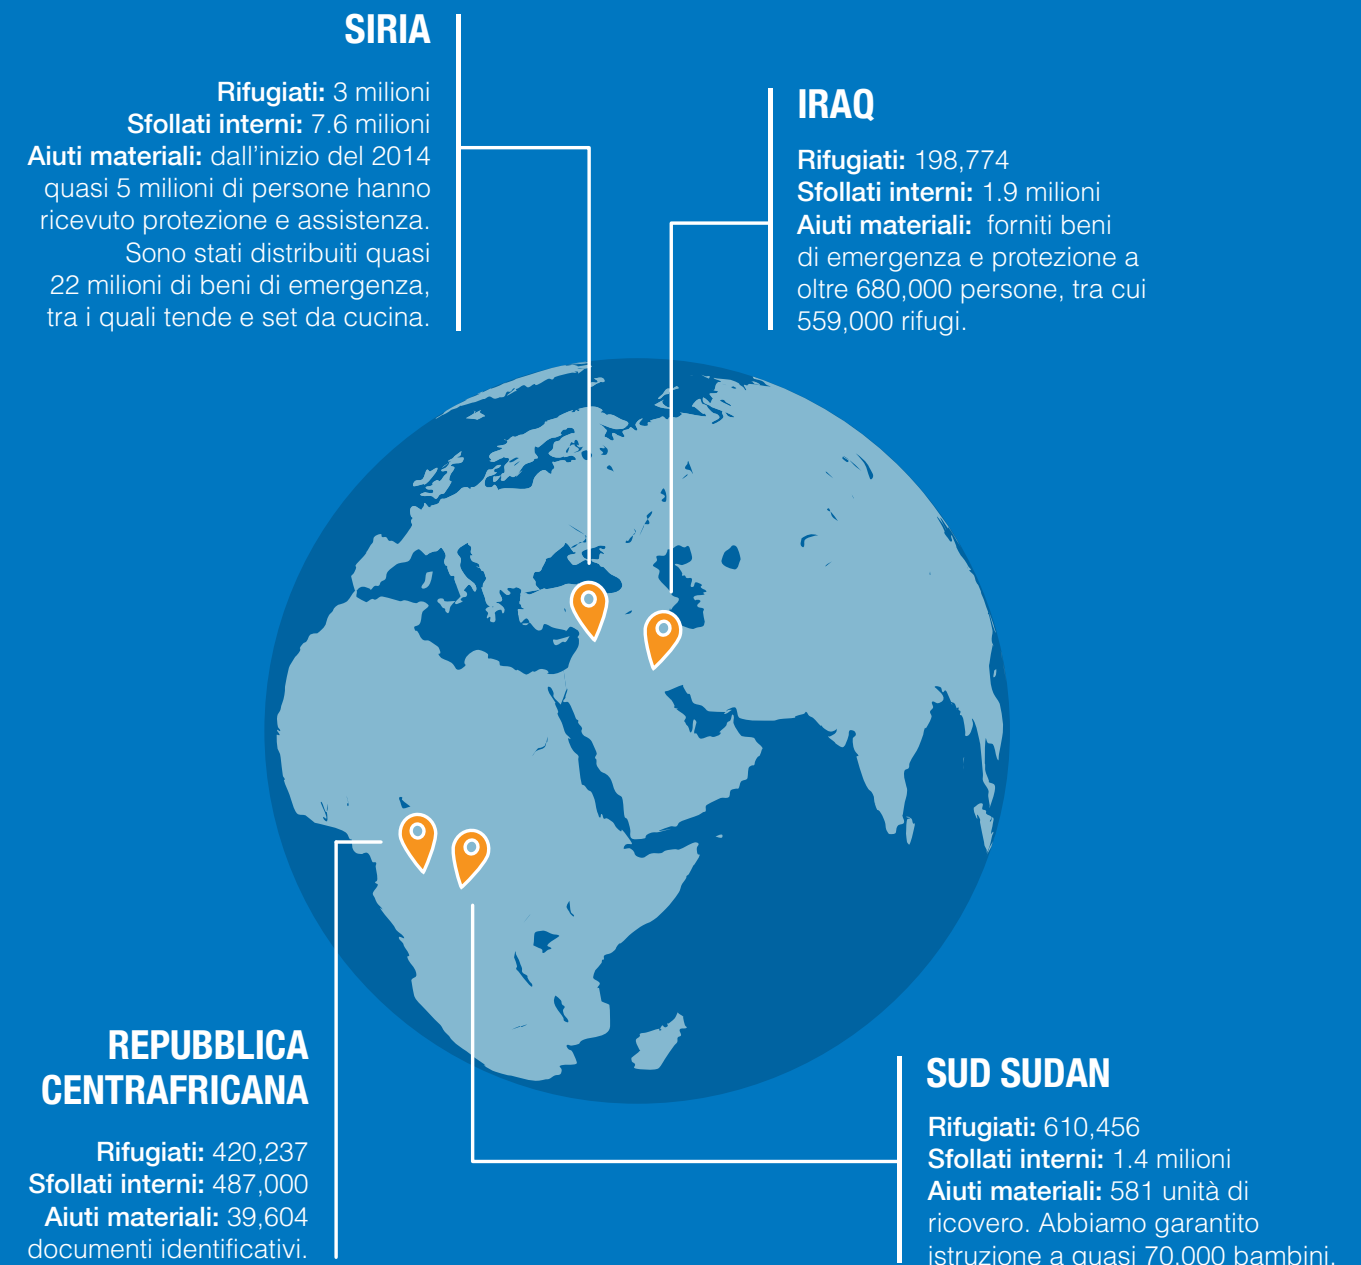 SIRIA
Rifugiati: 3 milioni
Sfollati interni: 7.6 milioni
Aiuti materiali: dall'inizio del 2014
quasi 5 milioni di persone hanno
ricevuto protezione e assistenza.
Sono stati distribuiti quasi
22 milioni di beni di emergenza,
tra i quali tende e set da cucina.
IRAQ
Rifugiati: 198,774
Sfollati interni: 1.9 milioni
Aiuti materiali: forniti beni
di emergenza e protezione a
oltre 680,000 persone, tra cui
559,000 rifugi.
REPUBBLICA
CENTRAFRICANA
Rifugiati: 420,237
Sfollati interni: 487,000
Aiuti materiali: 39,604
documenti identificativi.
SUD SUDAN
Rifugiati: 610,456
Sfollati interni: 1.4 milioni
Aiuti materiali: 581 unità di
ricovero. Abbiamo garantito
istruzione a quasi 70,000 bambini.